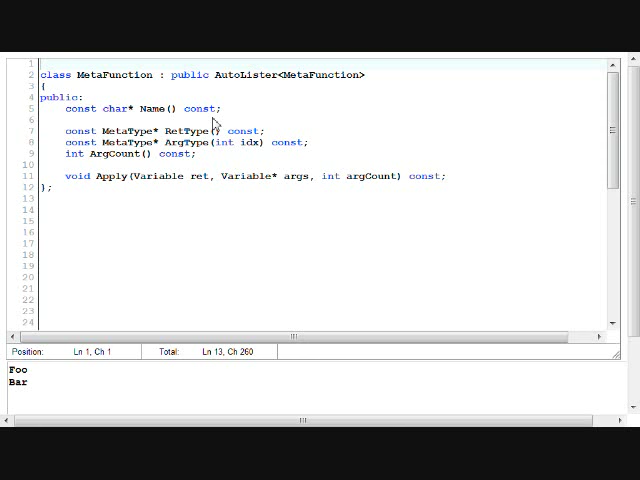 1
2 class MetaFunction : public AutoLister<MetaFunction>
3 {
4 public:
5 const char* Name() const;
6
7 const MetaType* RetType() const;
8 const MetaType* ArgType(int idx) const;
9 int ArgCount() const;
10
11 void Apply(Variable ret, Variable* args, int argCount) const;
12 };
13
14
15
16
17
18
19
20
21
22
23
24
Position: Ln 1, Ch 1 Total: Ln 13, Ch 260
Foo
Bar